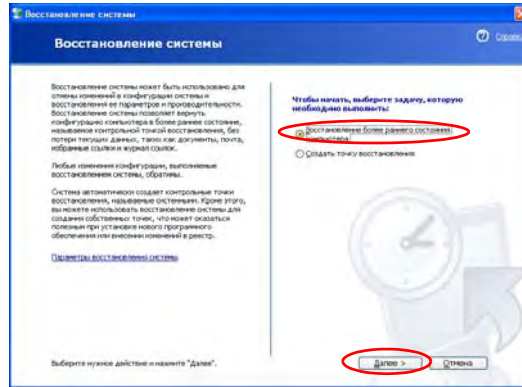 Восстановление системы
Восстановление системы
Справка
Восстановление системы может быть использовано для
отмены изменений в конфигурации системы и
восстановления ее параметров и производительности.
Восстановление системы позволяет вернуть
конфигурацию компьютера в более раннее состояние,
называемое контрольной точкой восстановления, без
потери текущих данных, таких как документы, почта,
избранные ссылки и журнал ссылок.
Любые изменения конфигурации, выполняемые
восстановлением системы, обратимы.
Система автоматически создает контрольные точки
восстановления, называемые системными. Кроме этого,
вы можете использовать восстановление системы для
создания собственных точек, что может оказаться
полезным при установке нового программного
обеспечения или внесении изменений в реестр.
Параметры восстановления системы
Чтобы начать, выберите задачу, которую
необходимо выполнить:
Восстановление более раннего состояния
компьютера
Создать точку восстановления
Выберите нужное действие и нажмите "Далее".
Далее >
Отмена